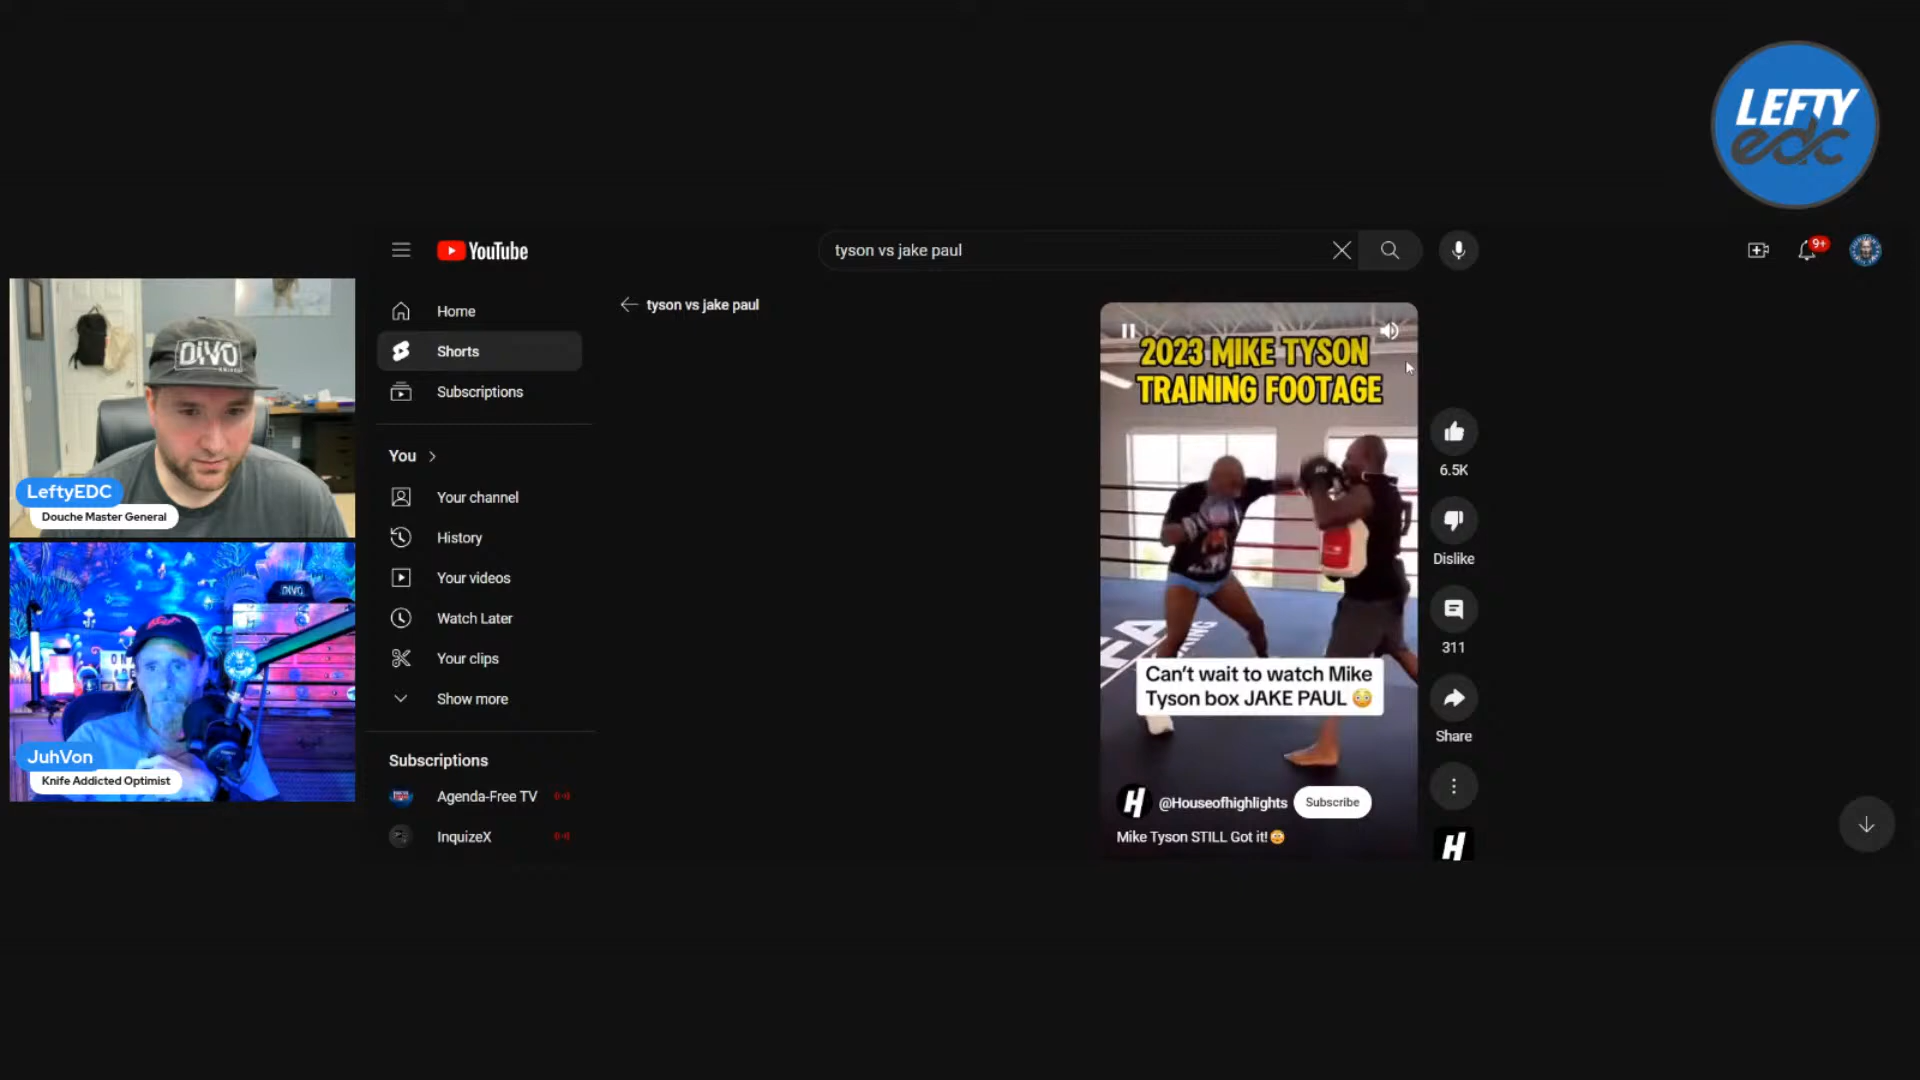 LEFTY
edc
YouTube
tyson vs jake paul
9+
Home
Shorts
Subscriptions
You
Your channel
History
Your videos
Watch Later
Your clips
Show more
Subscriptions
Agenda-Free TV
InquizeX
tyson vs jake paul
2023 MIKE TYSON
TRAINING FOOTAGE
Can't wait to watch Mike
Tyson box JAKE PAUL 😳
@Houseofhighlights
Subscribe
Mike Tyson STILL Got it!😳
6.5K
Dislike
311
Share
H
H
DIVO
LeftyEDC
Douche Master General
DIVO
JuhVon
Knife Addicted Optimist